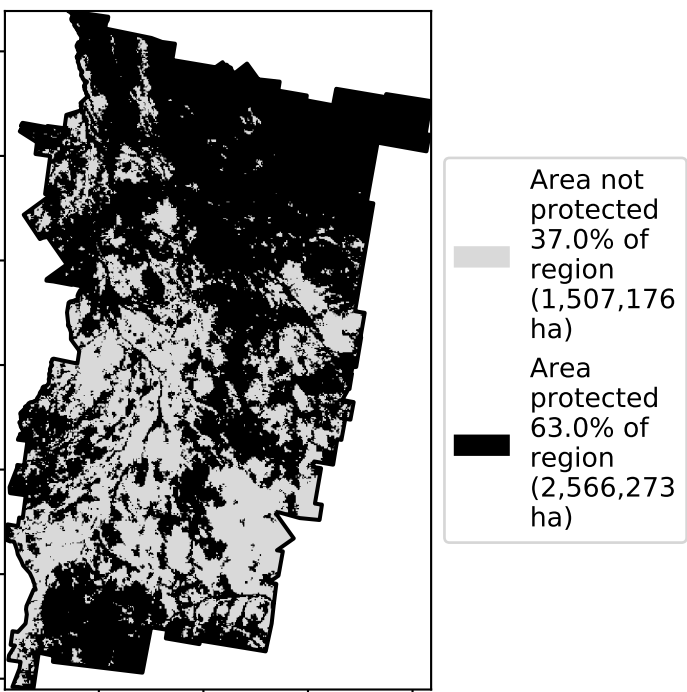 Area not
protected
37.0% of
region
(1,507,176
ha)
Area
protected
63.0% of
region
(2,566,273
ha)